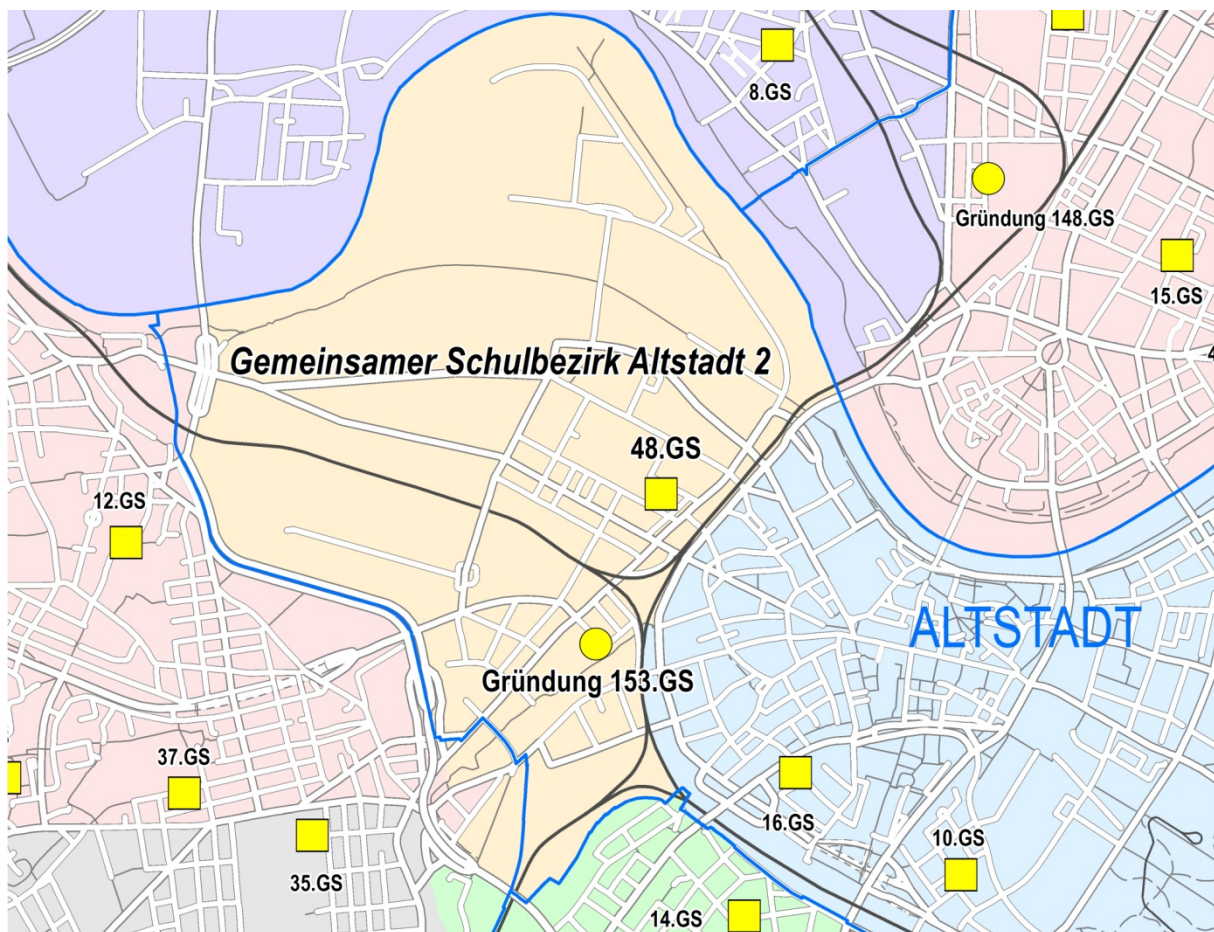 8.GS
Gründung 148.GS
15.GS
4
Gemeinsamer Schulbezirk Altstadt 2
48.GS
12.GS
ALTSTADT
Gründung 153.GS
37.GS
16.GS
35.GS
10.GS
14.GS